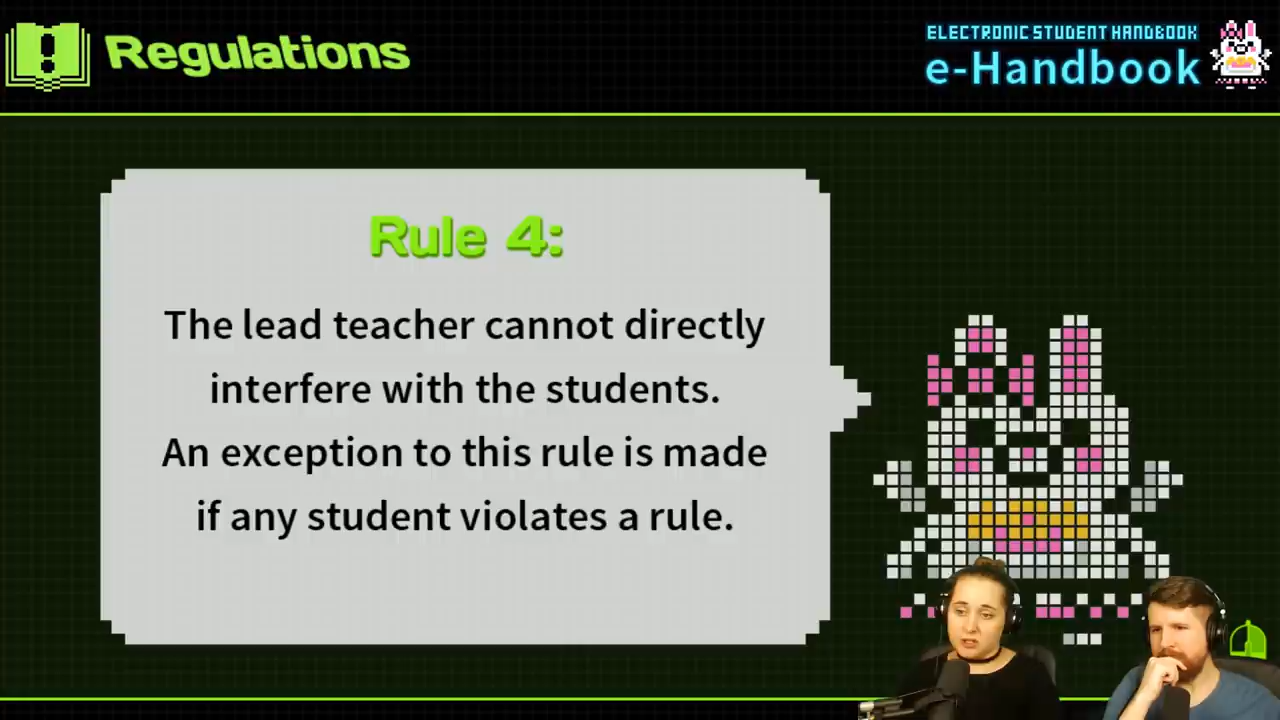 Regulations
ELECTRONIC STUDENT HANDBOOK
e-Handbook
Rule 4:
The lead teacher cannot directly
interfere with the students.
An exception to this rule is made
if any student violates a rule.